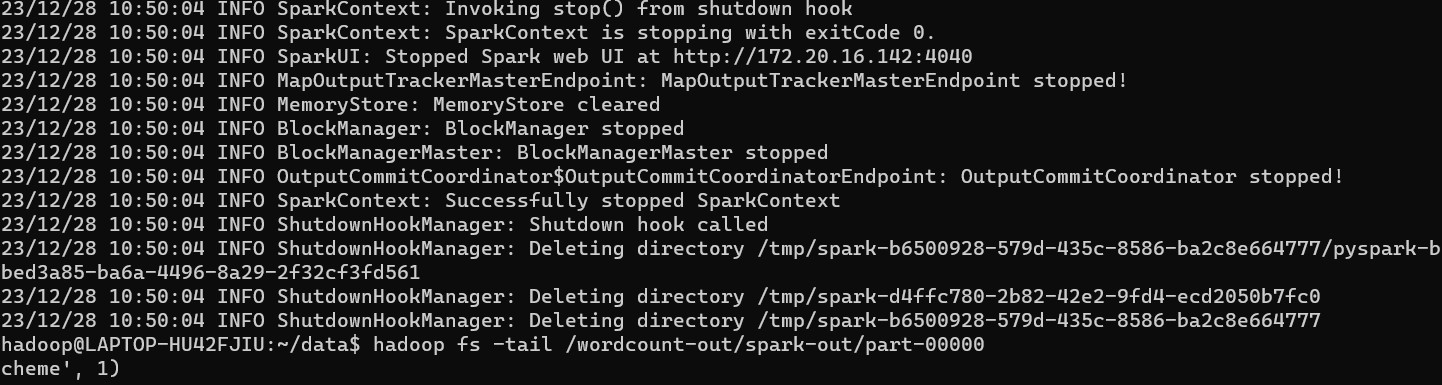 23/12/28 10:50:04 INFO SparkContext: Invoking stop() from shutdown hook
23/12/28 10:50:04 INFO SparkContext: SparkContext is stopping with exitCode 0.
23/12/28 10:50:04 INFO SparkUI: Stopped Spark web UI at http://172.20.16.142:4040
23/12/28 10:50:04 INFO MapOutputTrackerMasterEndpoint: MapOutputTrackerMasterEndpoint stopped!
23/12/28 10:50:04 INFO MemoryStore: MemoryStore cleared
23/12/28 10:50:04 INFO BlockManager: BlockManager stopped
23/12/28 10:50:04 INFO BlockManagerMaster: BlockManagerMaster stopped
23/12/28 10:50:04 INFO OutputCommitCoordinator$OutputCommitCoordinatorEndpoint: OutputCommitCoordinator stopped!
23/12/28 10:50:04 INFO SparkContext: Successfully stopped SparkContext
23/12/28 10:50:04 INFO ShutdownHookManager: Shutdown hook called
23/12/28 10:50:04 INFO ShutdownHookManager: Deleting directory /tmp/spark-b6500928-579d-435c-8586-ba2c8e664777/pyspark-b
bed3a85-ba6a-4496-8a29-2f32cf3fd561
23/12/28 10:50:04 INFO ShutdownHookManager: Deleting directory /tmp/spark-d4ffc780-2b82-42e2-9fd4-ecd2050b7fc0
23/12/28 10:50:04 INFO ShutdownHookManager: Deleting directory /tmp/spark-b6500928-579d-435c-8586-ba2c8e664777
hadoop@LAPTOP-HU42FJIU:~/data$ hadoop fs -tail /wordcount-out/spark-out/part-00000
cheme', 1)